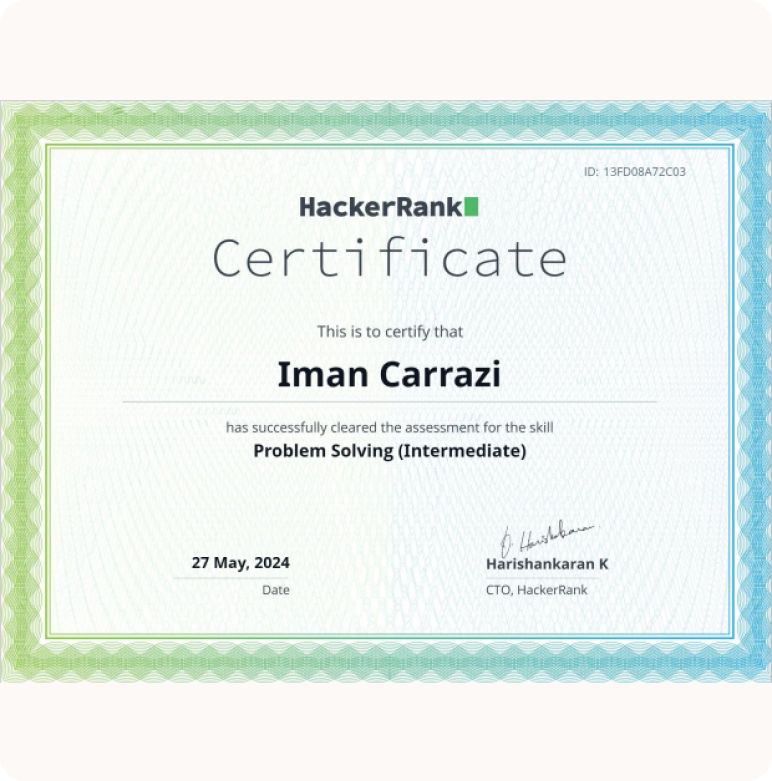 ID: 13FD08A72C03
HackerRank
Certificate
This is to certify that
Iman Carrazi
has successfully cleared the assessment for the skill
Problem Solving (Intermediate)
27 May, 2024
Date
Harishankaran K
CTO, HackerRank